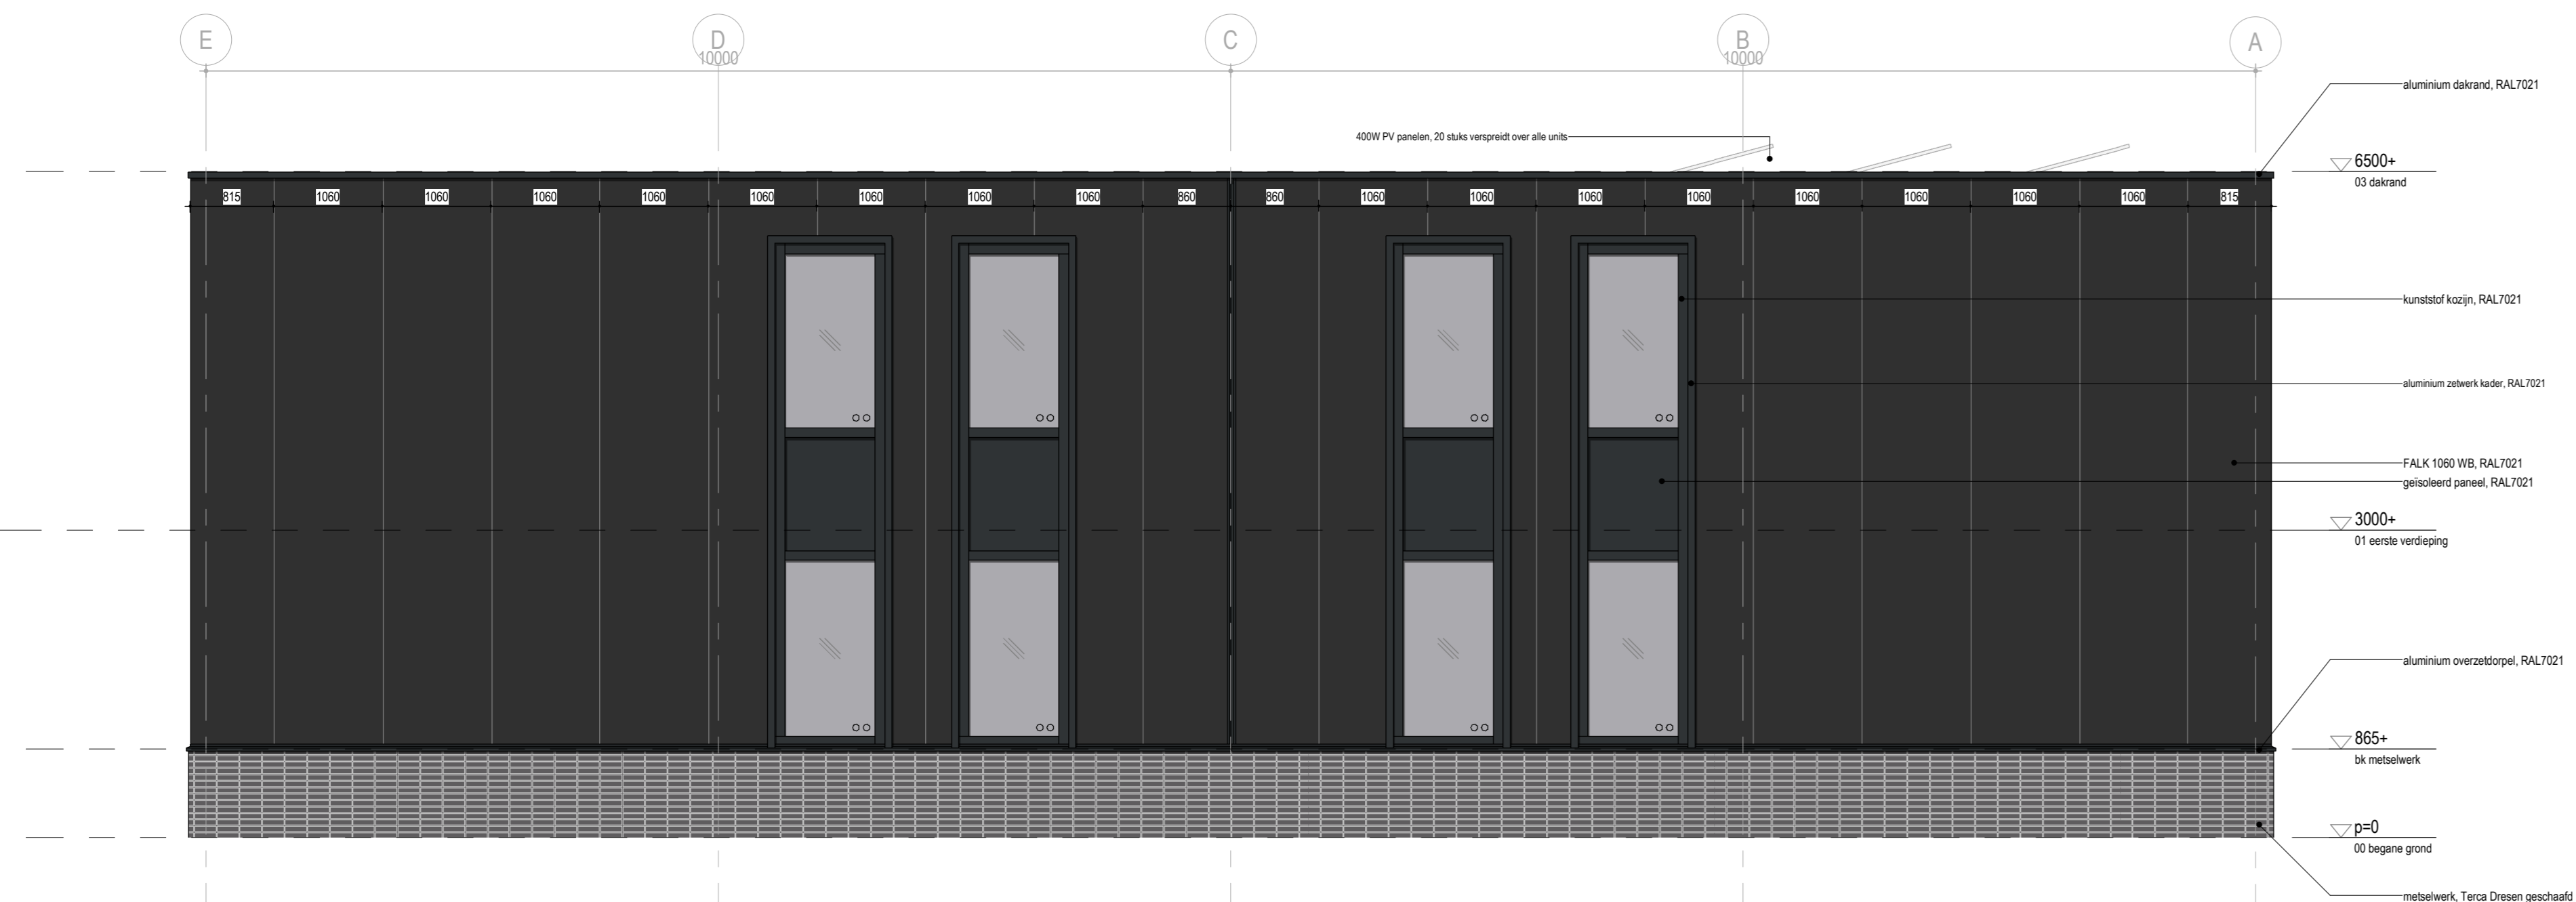 E
D
C
B
A
10000
10000
aluminium dakrand, RAL7021
400W PV panelen, 20 stuks verspreidt over alle units
6500+
03 dakrand
815 1060 1060 1060 1060 1060 1060 1060 1060 860 860 1060 1060 1060 1060 1060 1060 1060 1060 815
kunststof kozijn, RAL7021
aluminium zetwerk kader, RAL7021
FALK 1060 WB, RAL7021
geïsoleerd paneel, RAL7021
3000+
01 eerste verdieping
aluminium overzetdorpel, RAL7021
865+
bk metselwerk
p=0
00 begane grond
metselwerk, Terca Dresen geschaafd